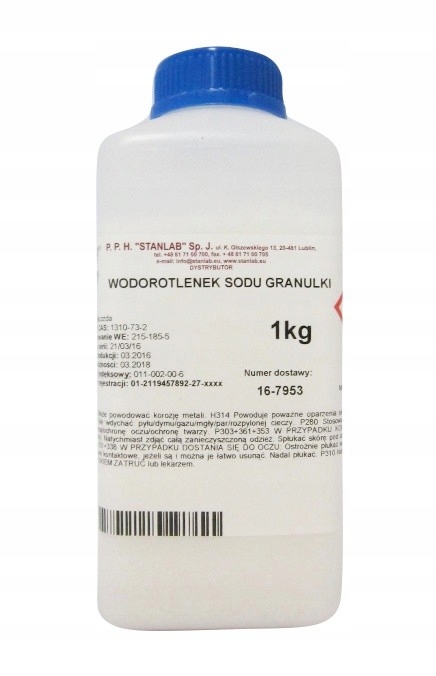 P. P. H. "STANLAB" Sp. J. ul. K. Olszewskiego 13, 20-481 Lublin,
tel. +48 81 71 60 700, fax. + 48 81 71 60 705
e-mail: info@stanlab.eu, www.stanlab.eu
DYSTRYBUTOR
WODOROTLENEK SODU GRANULKI
CAS: 1310-73-2
WE: 215-185-5
21/03/16
03.2016
03.2018
011-002-00-6
01-2119457892-27-xxxx
1kg
Numer dostawy:
16-7953
powodować korozję metali. H314 Powoduje poważne oparzenia
wdychać pyłu/dymu/gazu/mgły/par/rozpylonej cieczy. P280
oczu/ochronę twarzy. P303+361+353 W PRZYPADKU
Natychmiast zdjąć całą zanieczyszczoną odzież. Spłukać skórę pod
+338 W PRZYPADKU DOSTANIA SIĘ DO OCZU: Ostrożnie płukać
kontaktowe, jeżeli są i można je łatwo usunąć. Nadal płukać. P310
ZATRUĆ lub lekarzem.